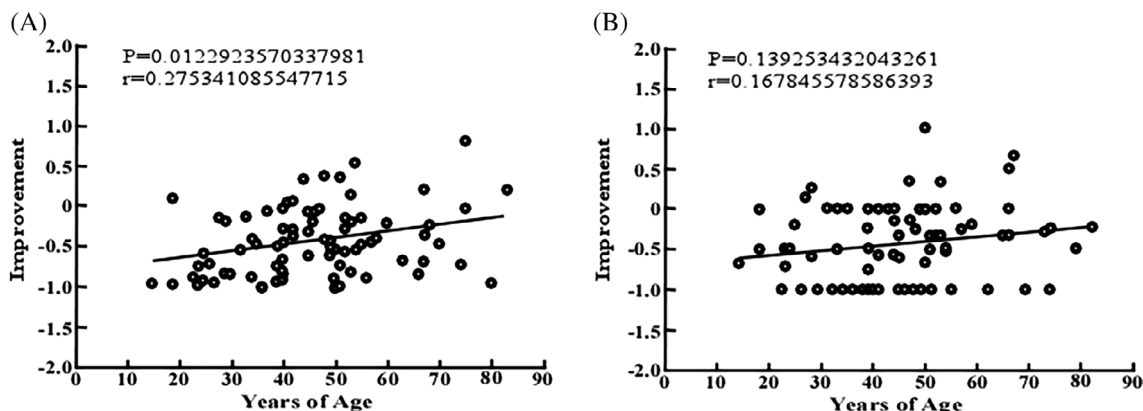 (A)
P=0.0122923570337981
r=0.275341085547715
Improvement
2.0
1.5
1.0
0.5
0
-0.5
-1.0
-1.5
-2.0
0 10 20 30 40 50 60 70 80 90
Years of Age
(B)
P=0.139253432043261
r=0.167845578586393
Improvement
2.0
1.5
1.0
0.5
0
-0.5
-1.0
-1.5
-2.0
0 10 20 33 40 50 60 70 80 90
Years of Age